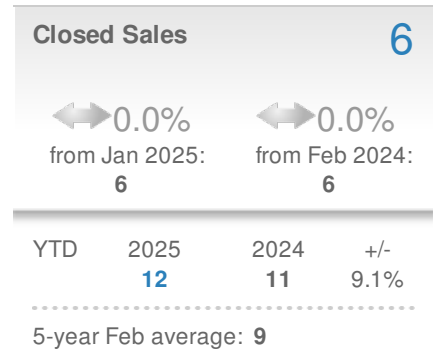 Closed Sales 6
0.0% 0.0%
from Jan 2025: from Feb 2024:
6 6
YTD 2025 2024 +/-
12 11 9.1%
5-year Feb average: 9